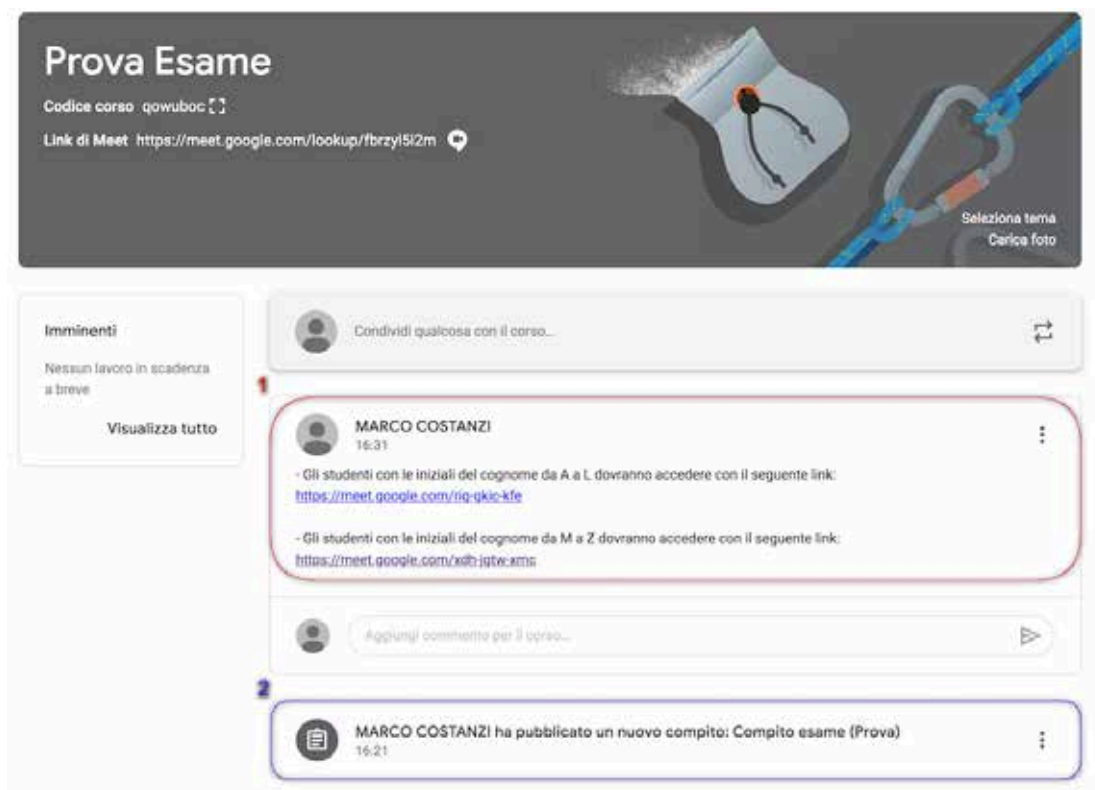 Prova Esame
Codice corso qowuboc
Link di Meet https://meet.google.com/lookup/fbrzyl5i2m
Seleziona tema
Carica foto
Imminenti
Nessun lavoro in scadenza
a breve
Visualizza tutto
Condividi qualcosa con il corso...
1
MARCO COSTANZI
16:31
- Gli studenti con le iniziali del cognome da A a L dovranno accedere con il seguente link:
https://meet.google.com/riq-gkic-kfe
- Gli studenti con le iniziali del cognome da M a Z dovranno accedere con il seguente link:
https://meet.google.com/xdh-jgtw-xmc
Aggiungi commento per il corso...
2
MARCO COSTANZI ha pubblicato un nuovo compito: Compito esame (Prova)
16:21